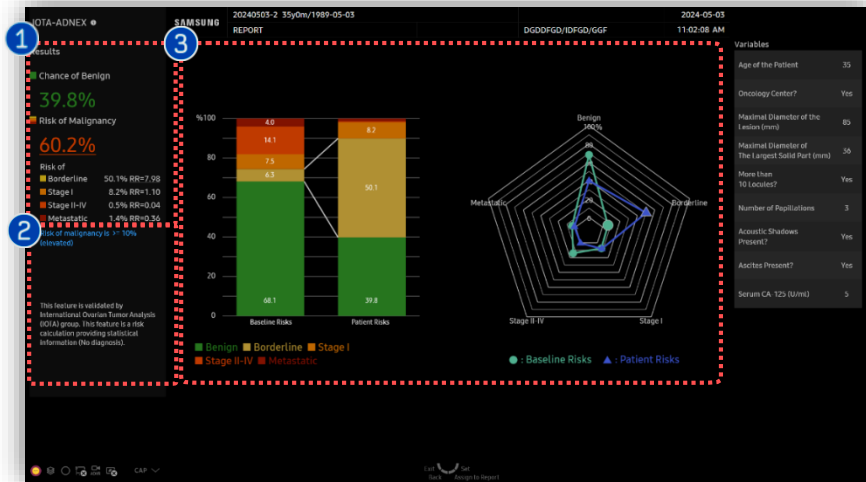 IOTA-ADNEX
SAMSUNG
20240503-2 35y0m/1989-05-03
2024-05-03
REPORT
DGDDFGD/IDFGD/GGF
11:02:08 AM
1
Results
Chance of Benign
39.8%
Risk of Malignancy
60.2%
Risk of
Borderline 50.1% RR=7.98
Stage I 8.2% RR=1.10
Stage II-IV 0.5% RR=0.04
Metastatic 1.4% RR=0.36
2
Risk of malignancy is >= 10%
(elevated)
This feature is validated by
International Ovarian Tumor Analysis
(IOTA) group. This feature is a risk
calculation providing statistical
information (No diagnosis).
3
%100
80
60
40
20
0
4.0
14.1
7.5
6.3
68.1
8.2
50.1
39.8
Baseline Risks
Patient Risks
Benign Borderline Stage I
Stage II-IV Metastatic
Benign
100%
80
20
0
Metastatic
Borderline
Stage II-IV
Stage I
: Baseline Risks : Patient Risks
Variables
Age of the Patient 35
Oncology Center? Yes
Maximal Diameter of the
Lesion (mm) 85
Maximal Diameter of
The Largest Solid Part (mm) 36
More than
10 Locules? Yes
Number of Papillations 3
Acoustic Shadows
Present? Yes
Ascites Present? Yes
Serum CA 125 (U/ml) 5
CAP
Exit Set
Back Assign to Report